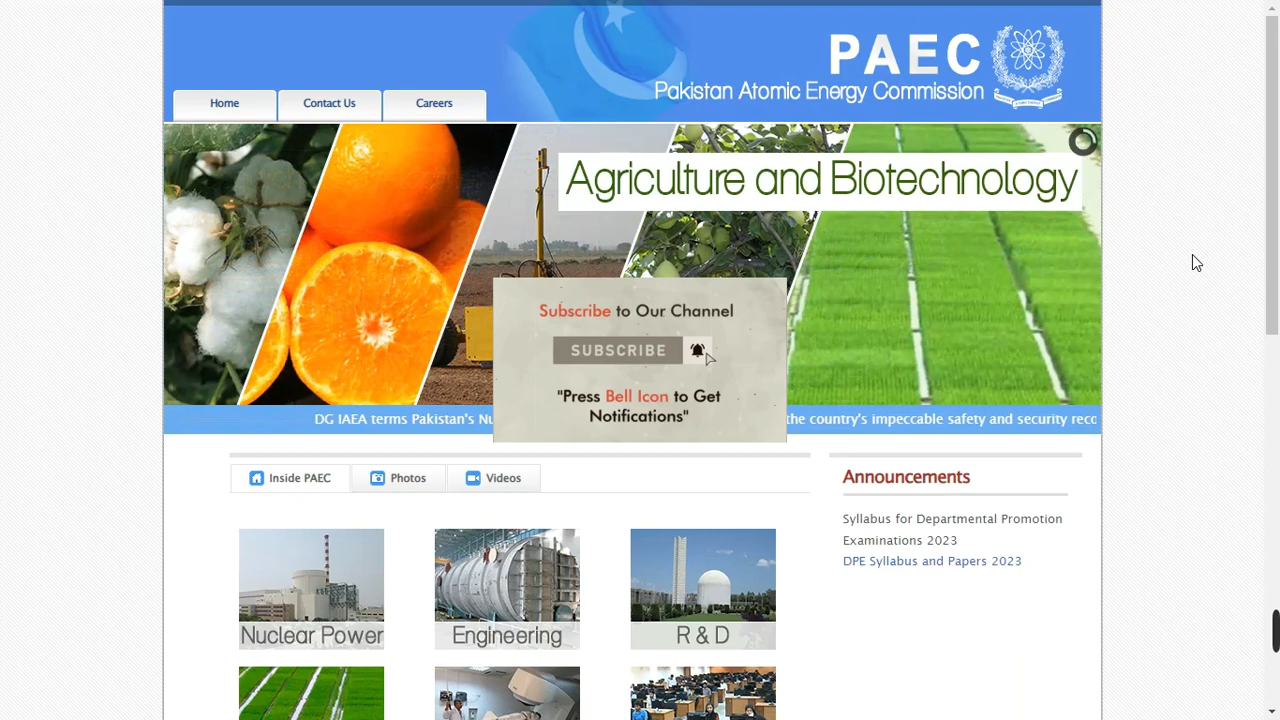 PAEC
Pakistan Atomic Energy Commission
Home
Contact Us
Careers
Agriculture and Biotechnology
Subscribe to Our Channel
SUBSCRIBE
"Press Bell Icon to Get
Notifications"
DG IAEA terms Pakistan's Nu
the country's impeccable safety and security reco
Inside PAEC
Photos
Videos
Announcements
Syllabus for Departmental Promotion
Examinations 2023
DPE Syllabus and Papers 2023
Nuclear Power
Engineering
R & D